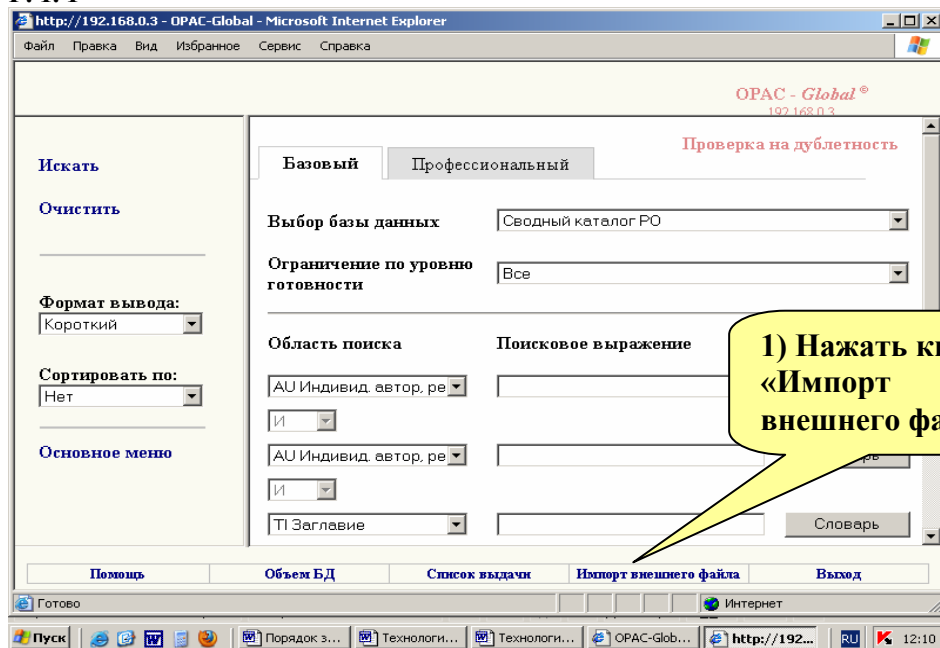 http://192.168.0.3 - OPAC-Global - Microsoft Internet Explorer
Файл Правка Вид Избранное Сервис Справка
OPAC - Global ®
192.168.0.3
Проверка на дублетность
Искать
Очистить
Формат вывода:
Короткий
Сортировать по:
Нет
Основное меню
Базовый Профессиональный
Выбор базы данных Сводный каталог РО
Ограничение по уровню
готовности
Все
Область поиска Поисковое выражение
AU Индивид. автор, ре
И
AU Индивид. автор, ре
И
TI Заглавие Словарь
1) Нажать
«Импорт
внешнего
Помощь Объем БД Список выдачи Импорт внешнего файла Выход
Готово Интернет
Пуск Порядок з... Технологи... Технологи... OPAC-Glob... http://192... RU 12:10